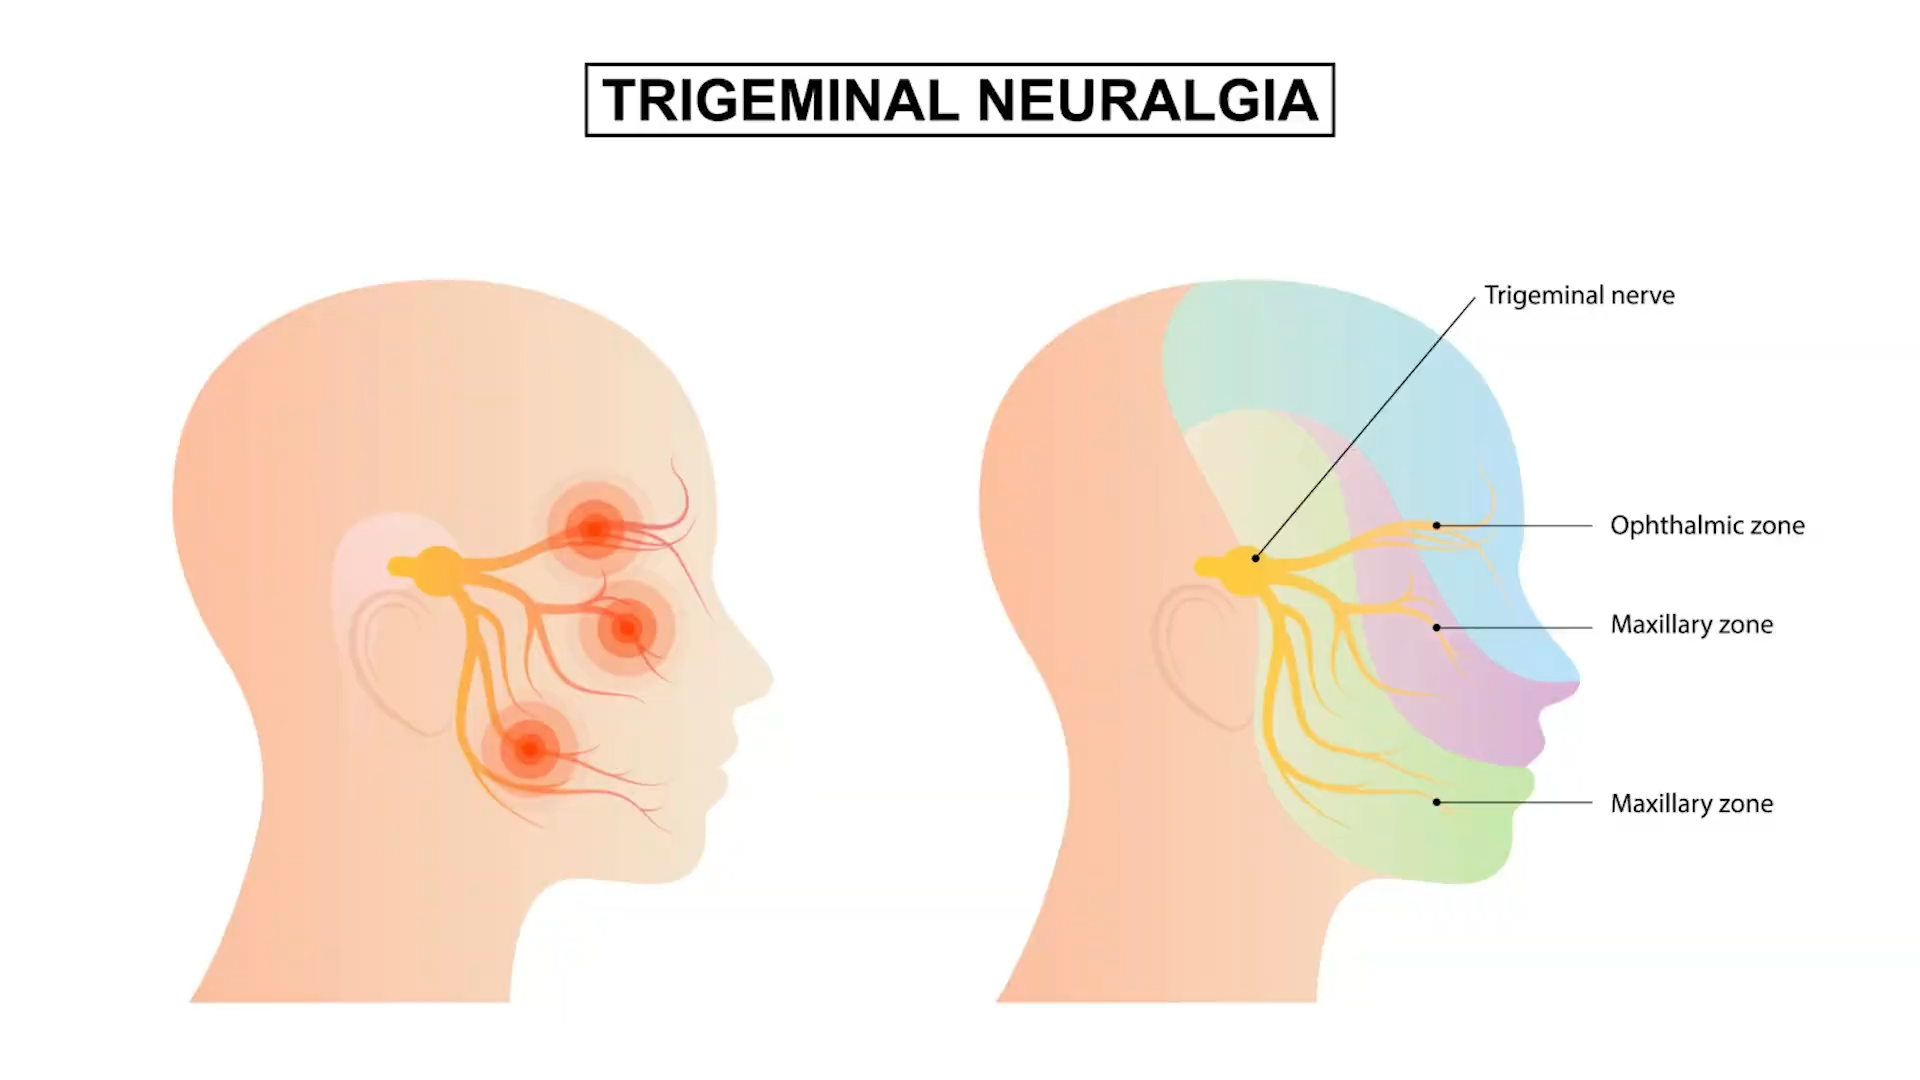 TRIGEMINAL NEURALGIA
Trigeminal nerve
Ophthalmic zone
Maxillary zone
Maxillary zone